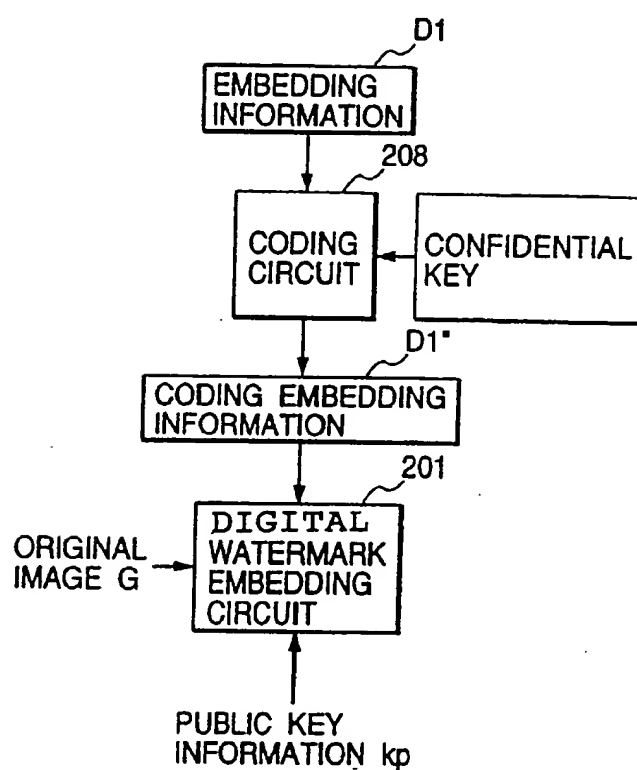 D1
EMBEDDING
INFORMATION
208
CODING
CIRCUIT
CONFIDENTIAL
KEY
D1"
CODING EMBEDDING
INFORMATION
201
DIGITAL
WATERMARK
EMBEDDING
CIRCUIT
ORIGINAL
IMAGE G
PUBLIC KEY
INFORMATION kp